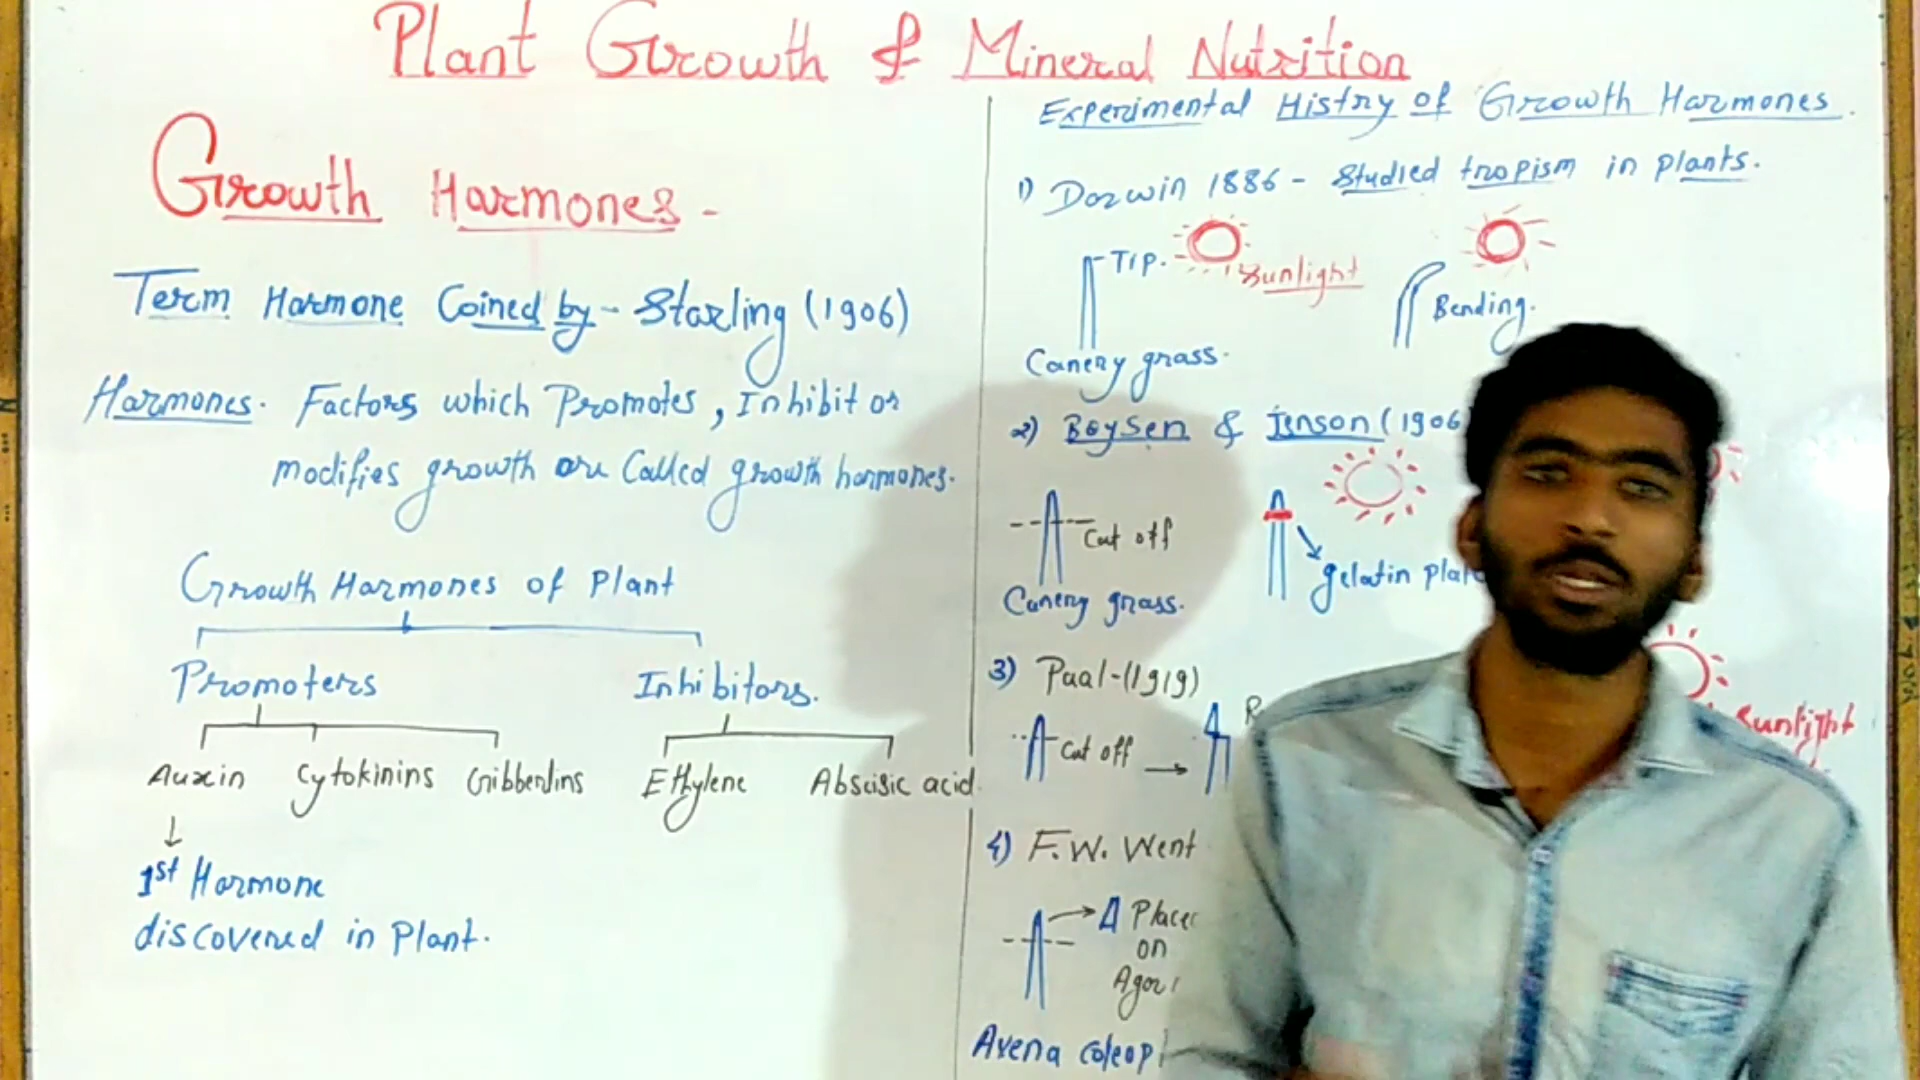 Plant Growth & Mineral Nutrition
Growth Harmones -
Term Harmone Coined by - Starling (1906)
Harmones. Factors which Promotes, Inhibit or
modifies growth are Called growth harmones.
Growth Harmones of Plant
Promoters Inhibitors.
Auxin Cytokinins Gibberlins Ethylene Abscisic acid.
1st Harmone
discovered in Plant.
Experimental Histry of Growth Harmones.
1) Darwin 1886 - Studied tropism in plants.
Tip. Sunlight
Bending.
Canery grass.
2) Boysen & Jenson (1906
Cut off
gelatin plat
Canery grass.
3) Paal-(1919)
Cut off
Sunlight
4) F.W. Went
Place
on
Agar
Avena coleop